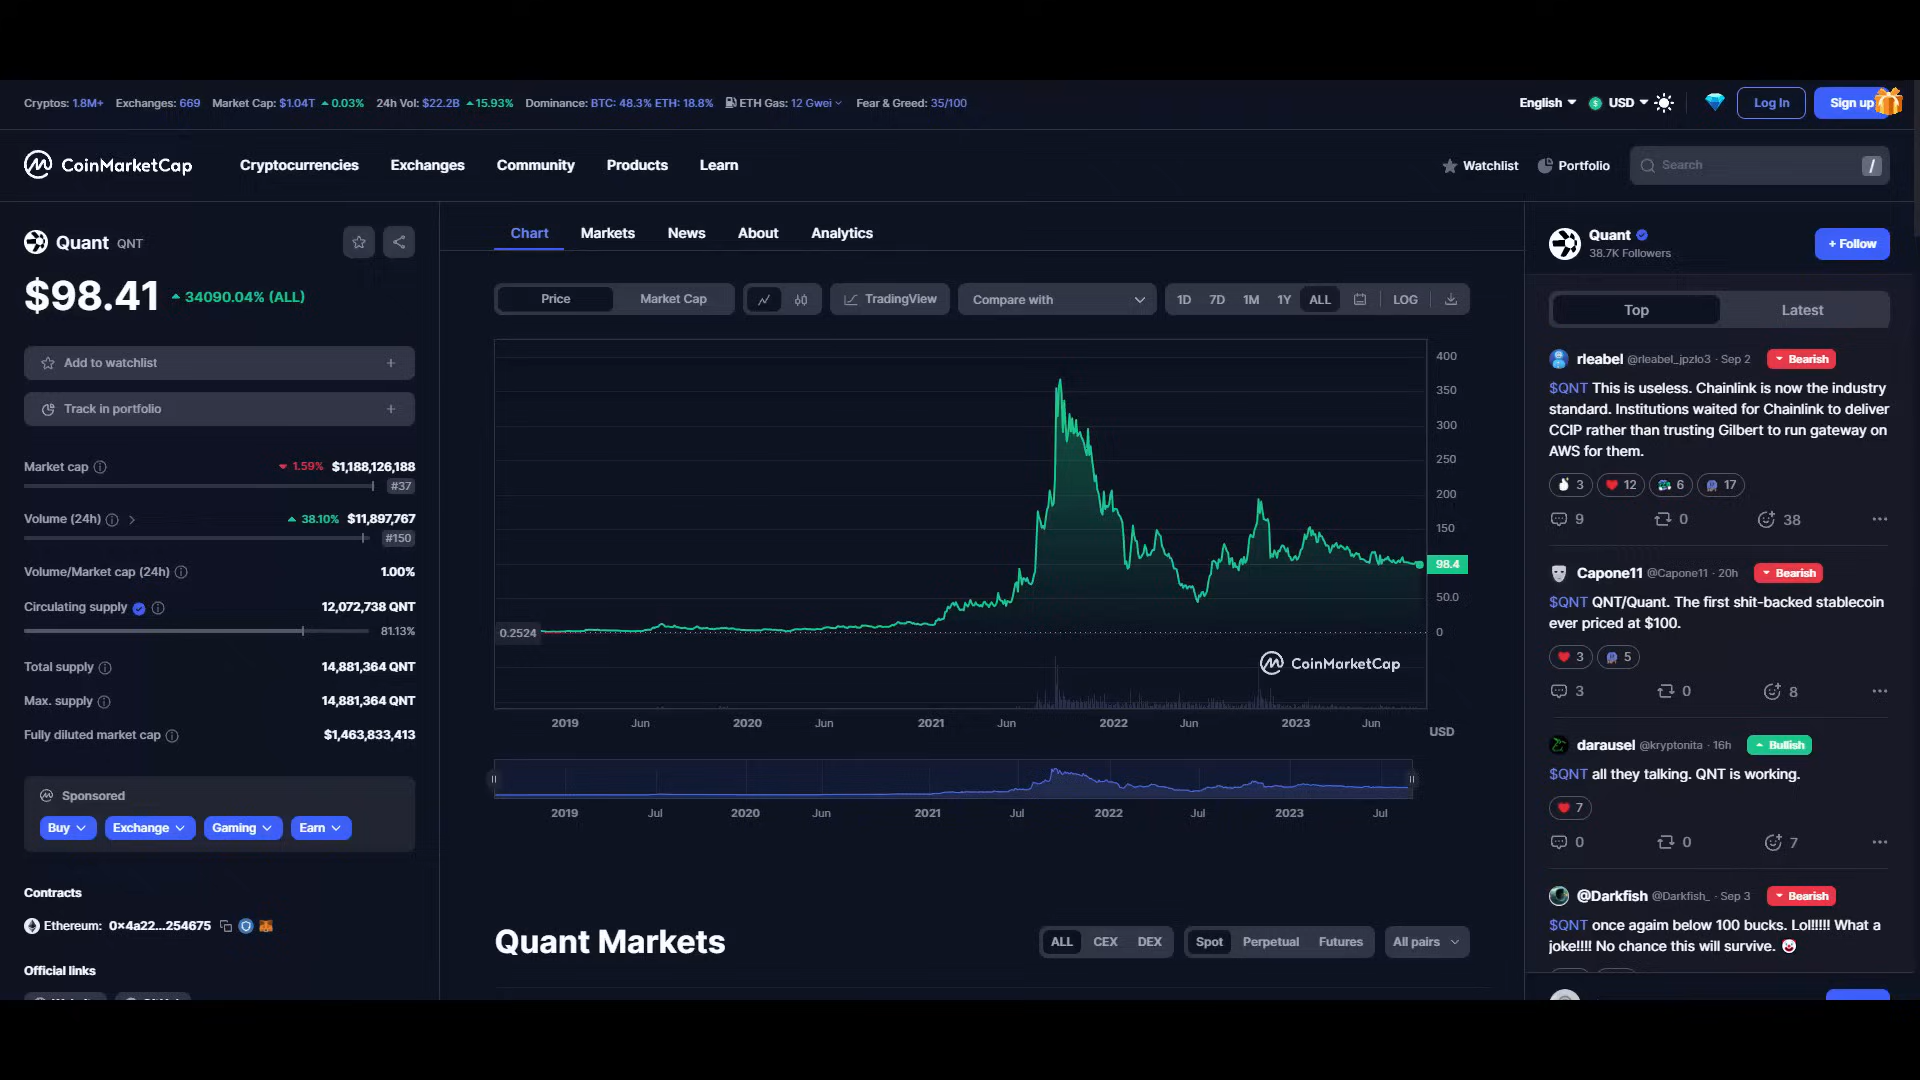 Cryptos: 1.8M+ Exchanges: 669 Market Cap: $1.04T 0.03% 24h Vol: $22.2B 15.93% Dominance: BTC: 48.3% ETH: 18.8% ETH Gas: 12 Gwei Fear & Greed: 35/100
English USD Log In Sign up
CoinMarketCap Cryptocurrencies Exchanges Community Products Learn
Watchlist Portfolio Search /
Quant QNT
$98.41 34090.04% (ALL)
Add to watchlist +
Track in portfolio +
Market cap 1.59% $1,188,126,188
#37
Volume (24h) 38.10% $11,897,767
#150
Volume/Market cap (24h) 1.00%
Circulating supply 12,072,738 QNT
81.13%
Total supply 14,881,364 QNT
Max. supply 14,881,364 QNT
Fully diluted market cap $1,463,833,413
Sponsored
Buy Exchange Gaming Earn
Contracts
Ethereum: 0x4a22...254675
Official links
Chart Markets News About Analytics
Price Market Cap TradingView Compare with 1D 7D 1M 1Y ALL LOG
400
350
300
250
200
150
98.4
50.0
0
0.2524
CoinMarketCap
2019 Jun 2020 Jun 2021 Jun 2022 Jun 2023 Jun
USD
2019 Jul 2020 Jun 2021 Jul 2022 Jul 2023 Jul
Quant Markets
ALL CEX DEX Spot Perpetual Futures All pairs
Quant
38.7K Followers
+ Follow
Top Latest
rleabel @rleabel_jpzlo3 · Sep 2 Bearish
$QNT This is useless. Chainlink is now the industry
standard. Institutions waited for Chainlink to deliver
CCIP rather than trusting Gilbert to run gateway on
AWS for them.
3 12 6 17
9 0 38 ...
Capone11 @Capone11 · 20h Bearish
$QNT QNT/Quant. The first shit-backed stablecoin
ever priced at $100.
3 5
3 0 8 ...
darausel @kryptonita · 16h Bullish
$QNT all they talking. QNT is working.
7
0 0 7 ...
@Darkfish @Darkfish_ · Sep 3 Bearish
$QNT once agaim below 100 bucks. Lol!!!!! What a
joke!!!! No chance this will survive.